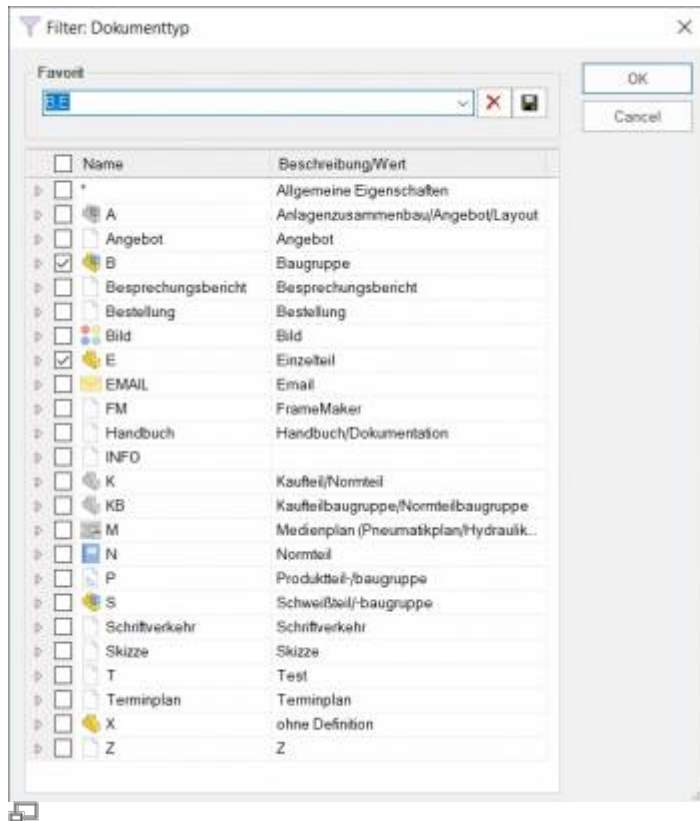 Filter: Dokumenttyp
Favorit
B;E
OK
Cancel
Name Beschreibung/Wert
* Allgemeine Eigenschaften
A Anlagenzusammenbau/Angebot/Layout
Angebot Angebot
B Baugruppe
Besprechungsbericht Besprechungsbericht
Bestellung Bestellung
Bild Bild
E Einzelteil
EMAIL Email
FM FrameMaker
Handbuch Handbuch/Dokumentation
INFO
K Kaufteil/Normteil
KB Kaufteilbaugruppe/Normteilbaugruppe
M Medienplan (Pneumatikplan/Hydraulik...
N Normteil
P Produktteil-/baugruppe
S Schweißteil/-baugruppe
Schriftverkehr Schriftverkehr
Skizze Skizze
T Test
Terminplan Terminplan
X ohne Definition
Z Z